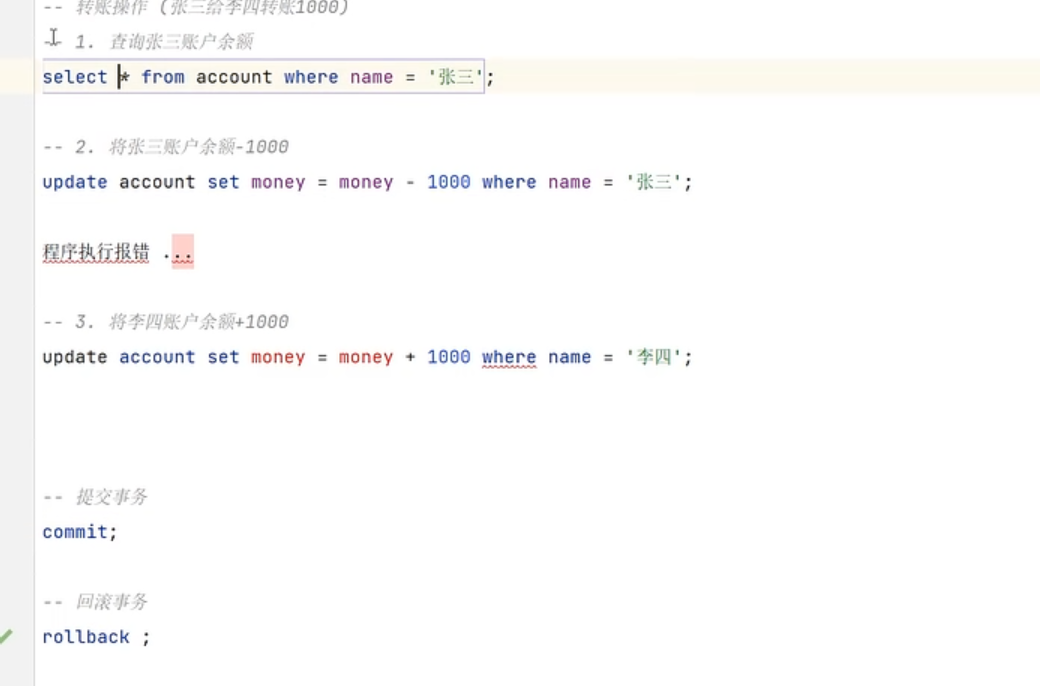 -- 转账操作 (张三给李四转账1000)
-- 1. 查询张三账户余额
select * from account where name = '张三';
-- 2. 将张三账户余额-1000
update account set money = money - 1000 where name = '张三';
程序执行报错 ...
-- 3. 将李四账户余额+1000
update account set money = money + 1000 where name = '李四';
-- 提交事务
commit;
-- 回滚事务
rollback ;